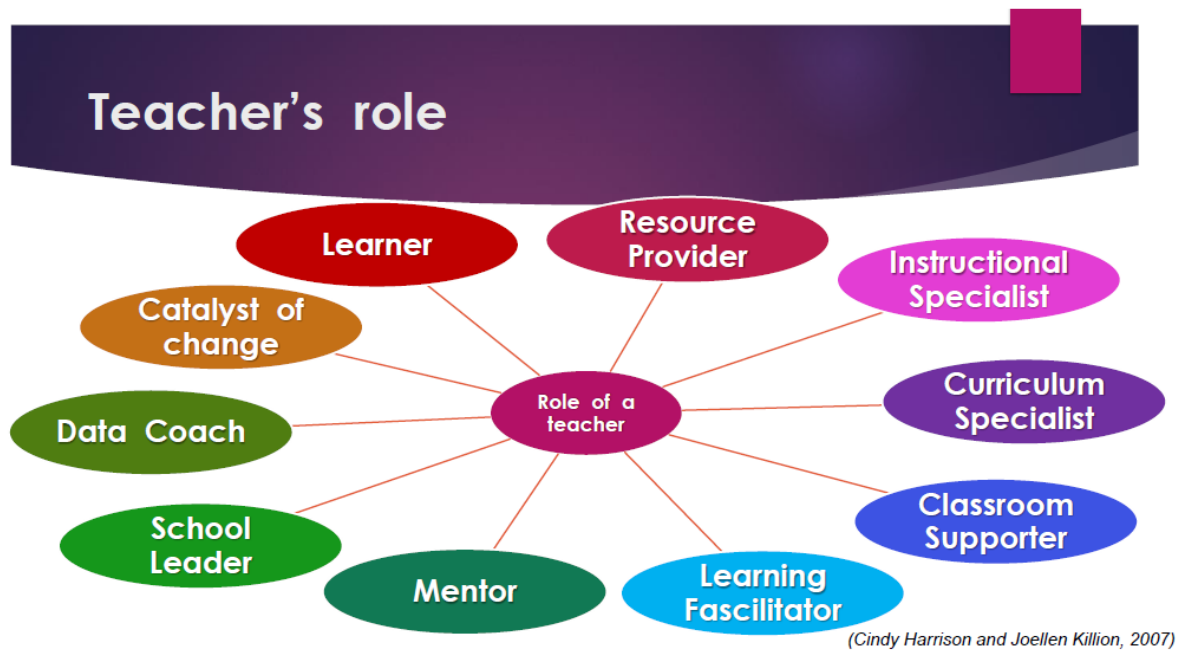 Teacher's role
Learner
Resource
Provider
Instructional
Specialist
Catalyst of
change
Curriculum
Specialist
Role of a
teacher
Data Coach
Classroom
Supporter
School
Leader
Mentor
Learning
Fascilitator
(Cindy Harrison and Joellen Killion, 2007)